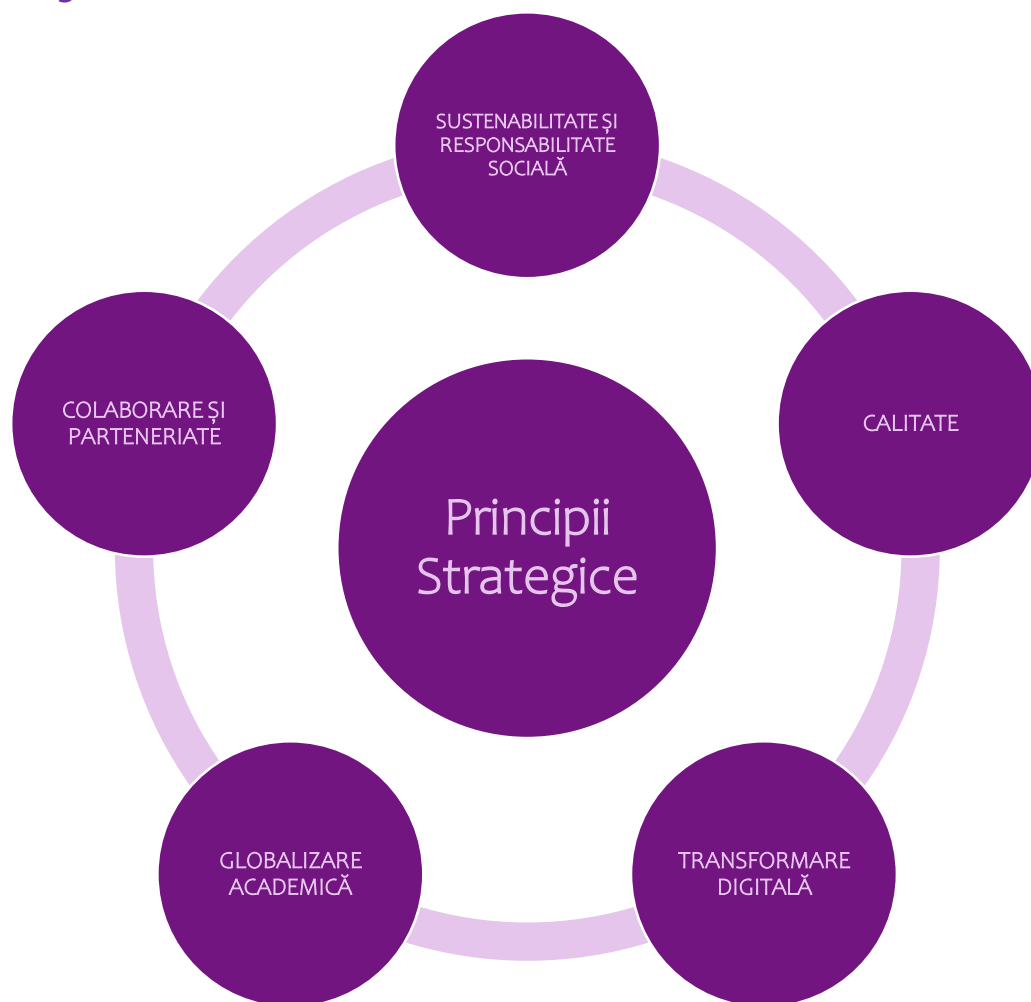 SUSTENABILITATE ȘI
RESPONSABILITATE
SOCIALĂ
CALITATE
TRANSFORMARE
DIGITALĂ
GLOBALIZARE
ACADEMICĂ
COLABORARE ȘI
PARTENERIATE
Principii
Strategice